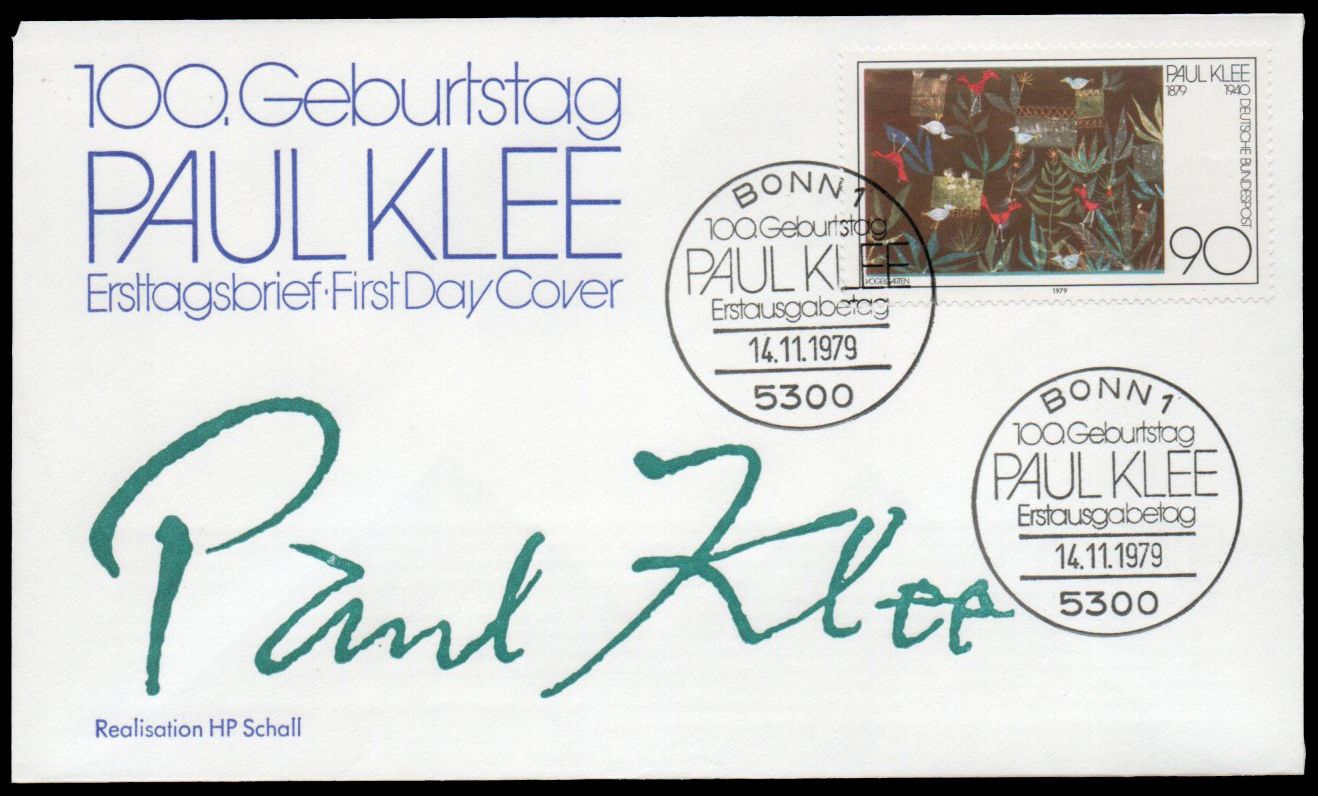 100. Geburtstag
PAUL KLEE
Ersttagsbrief · First Day Cover
PAUL KLEE
1879 1940
DEUTSCHE BUNDESPOST
90
VOGELGARTEN
1979
BONN 1
100. Geburtstag
PAUL KLEE
Erstausgabetag
14.11.1979
5300
BONN 1
100. Geburtstag
PAUL KLEE
Erstausgabetag
14.11.1979
5300
Paul Klee
Realisation HP Schall